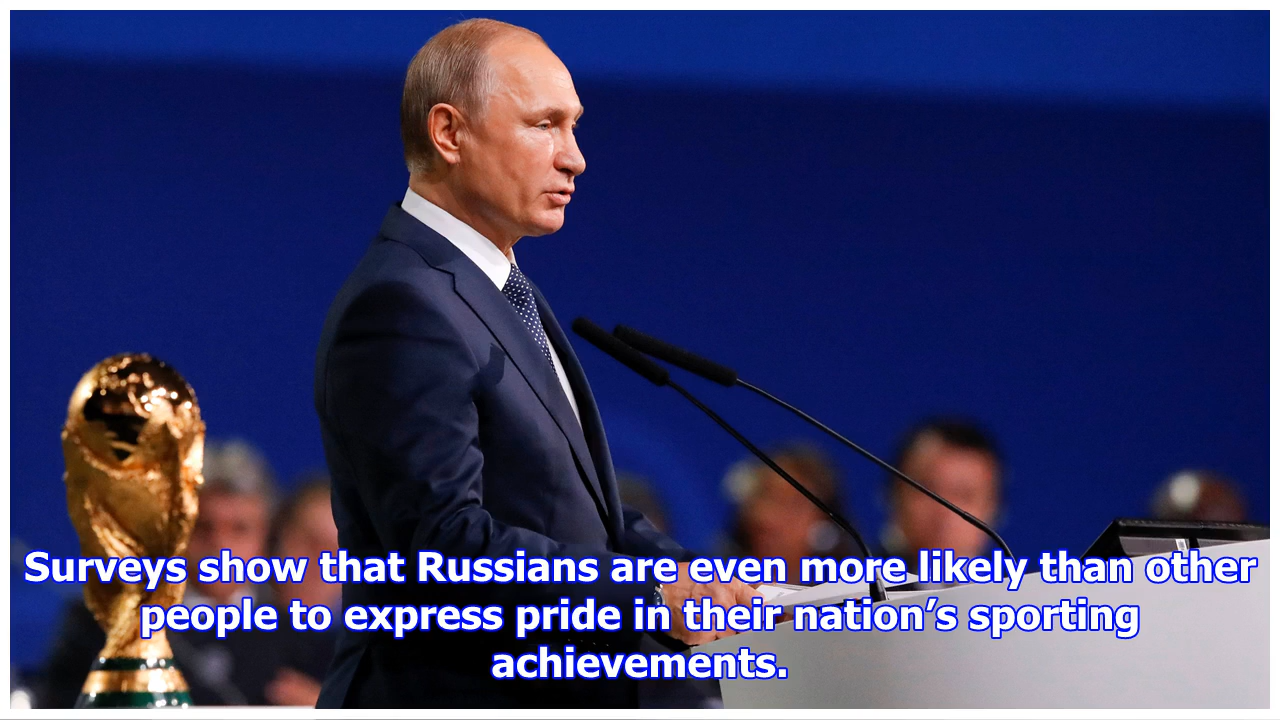 Surveys show that Russians are even more likely than other
people to express pride in their nation’s sporting
achievements.